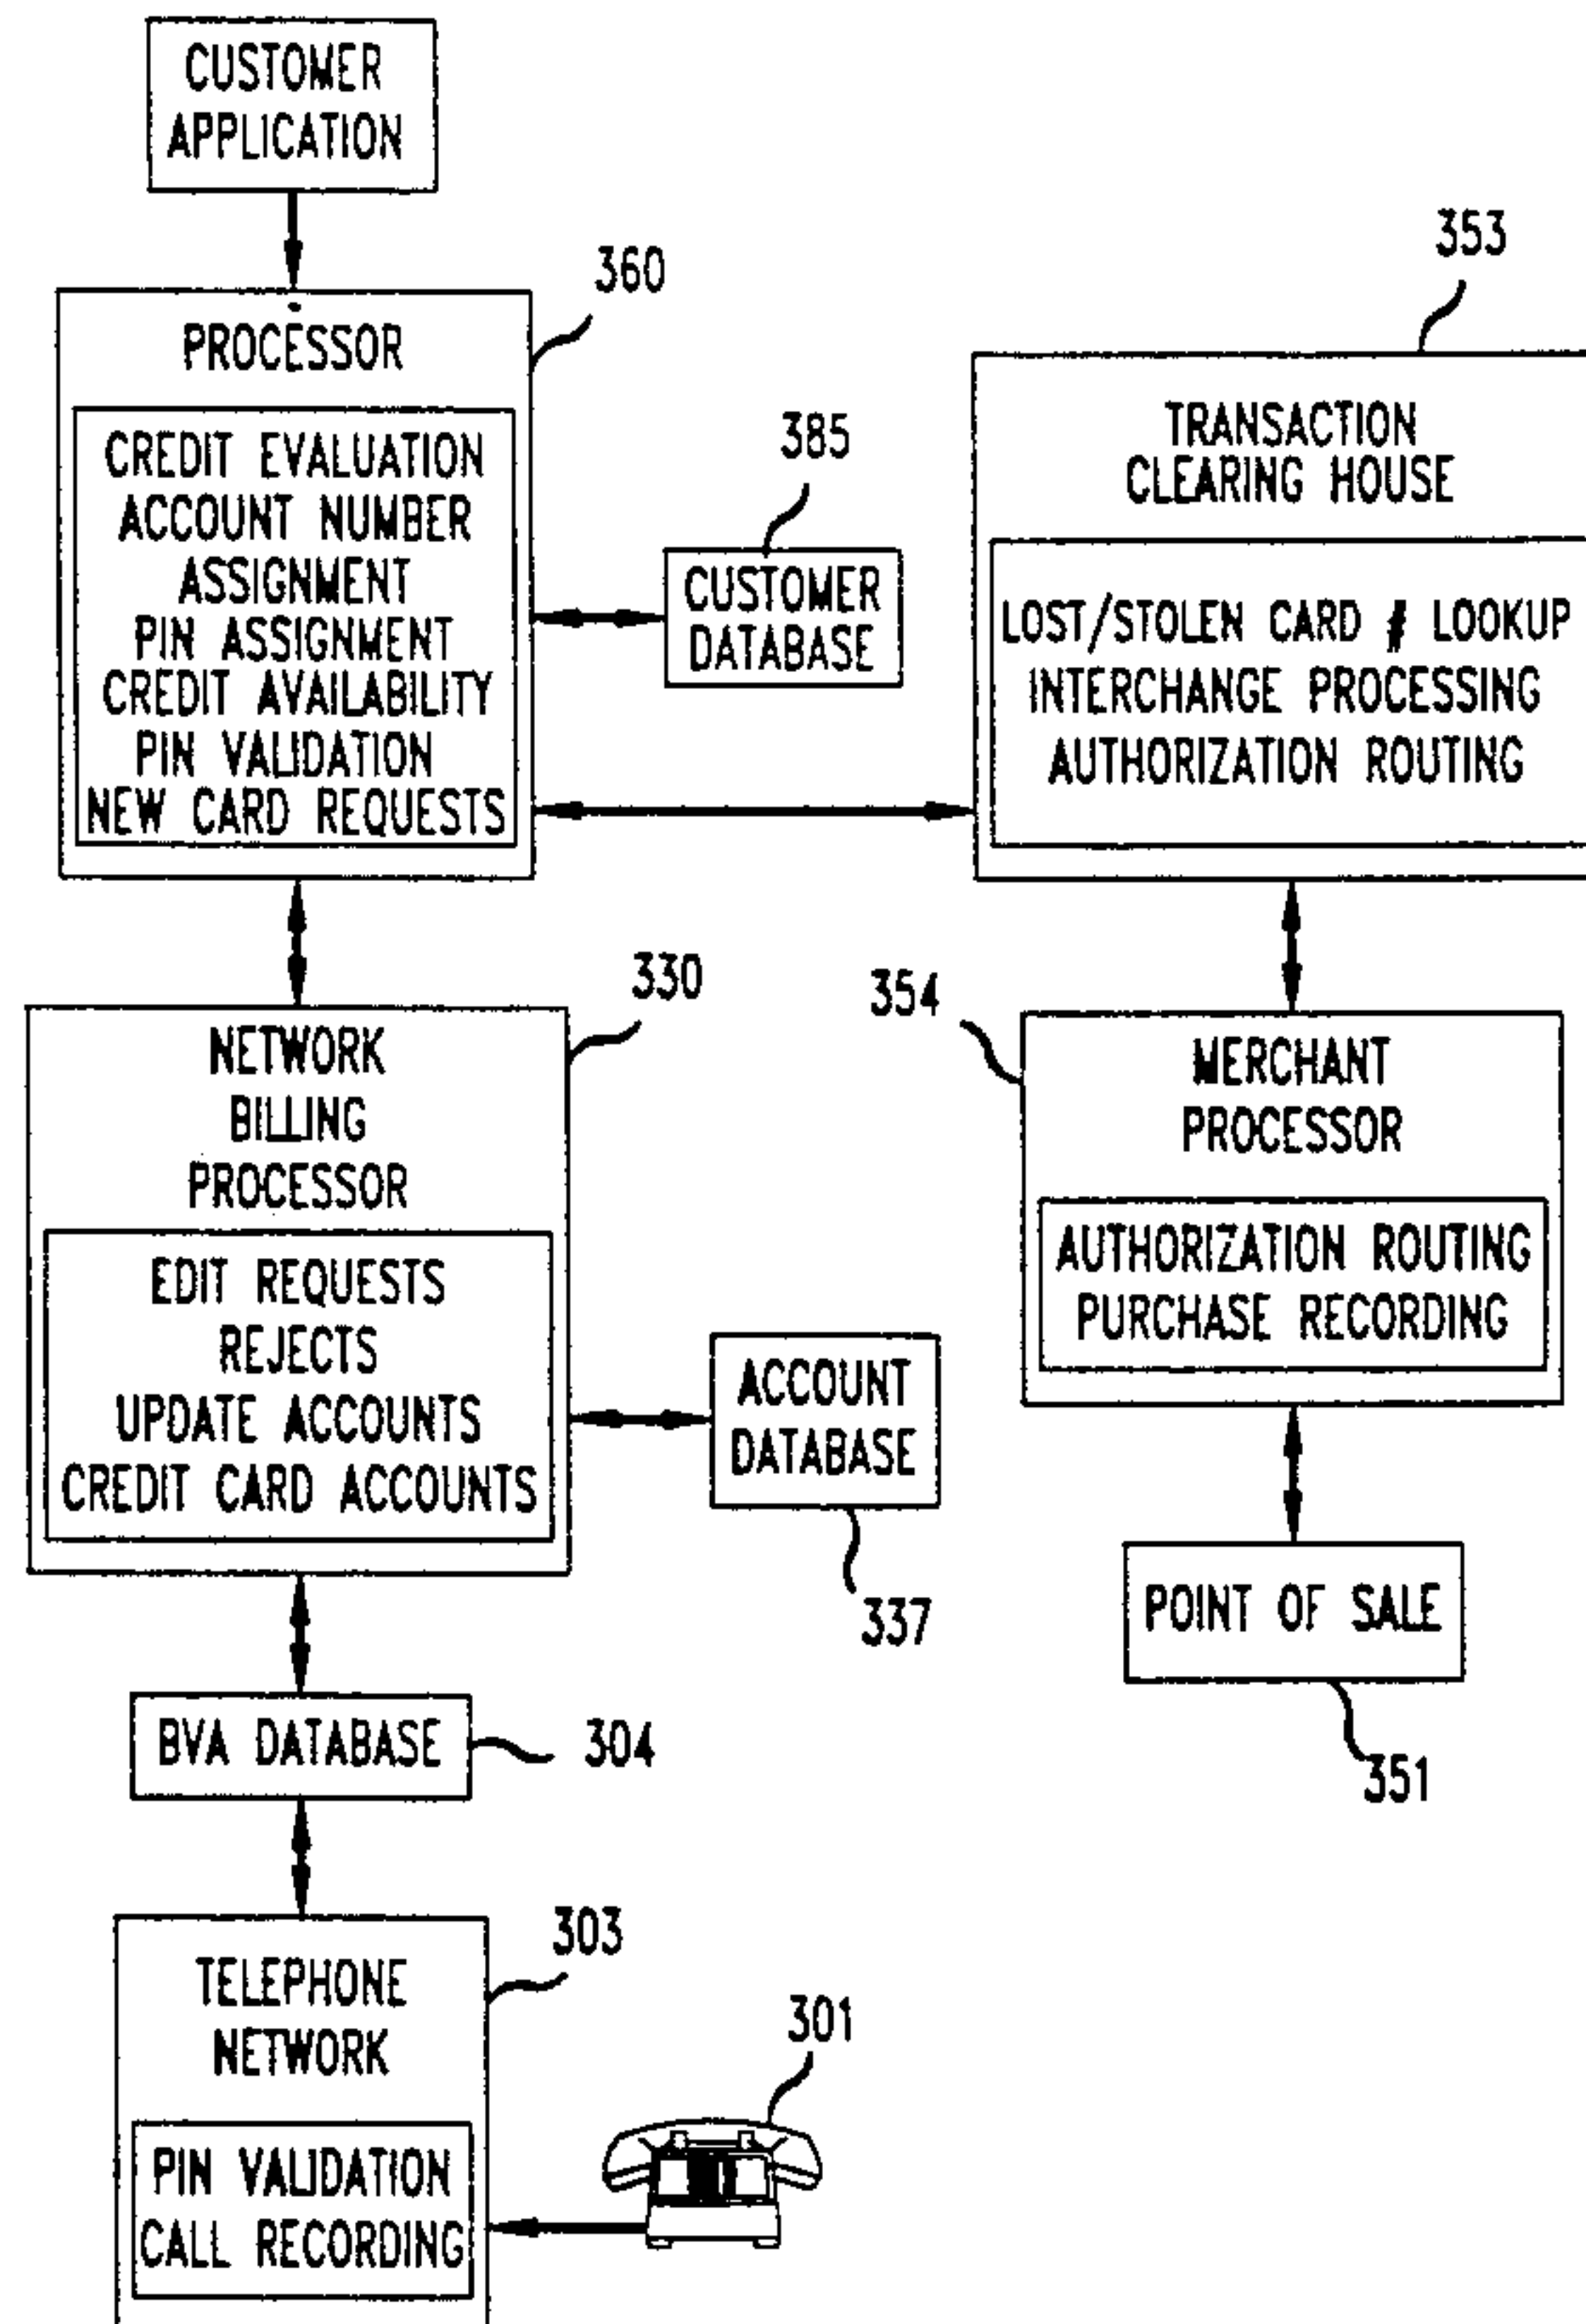 CUSTOMER
APPLICATION
360
PROCESSOR
CREDIT EVALUATION
ACCOUNT NUMBER
ASSIGNMENT
PIN ASSIGNMENT
CREDIT AVAILABILITY
PIN VALIDATION
NEW CARD REQUESTS
385
CUSTOMER
DATABASE
353
TRANSACTION
CLEARING HOUSE
LOST/STOLEN CARD # LOOKUP
INTERCHANGE PROCESSING
AUTHORIZATION ROUTING
330
NETWORK
BILLING
PROCESSOR
EDIT REQUESTS
REJECTS
UPDATE ACCOUNTS
CREDIT CARD ACCOUNTS
ACCOUNT
DATABASE
337
354
MERCHANT
PROCESSOR
AUTHORIZATION ROUTING
PURCHASE RECORDING
POINT OF SALE
351
BVA DATABASE
304
303
TELEPHONE
NETWORK
PIN VALIDATION
CALL RECORDING
301